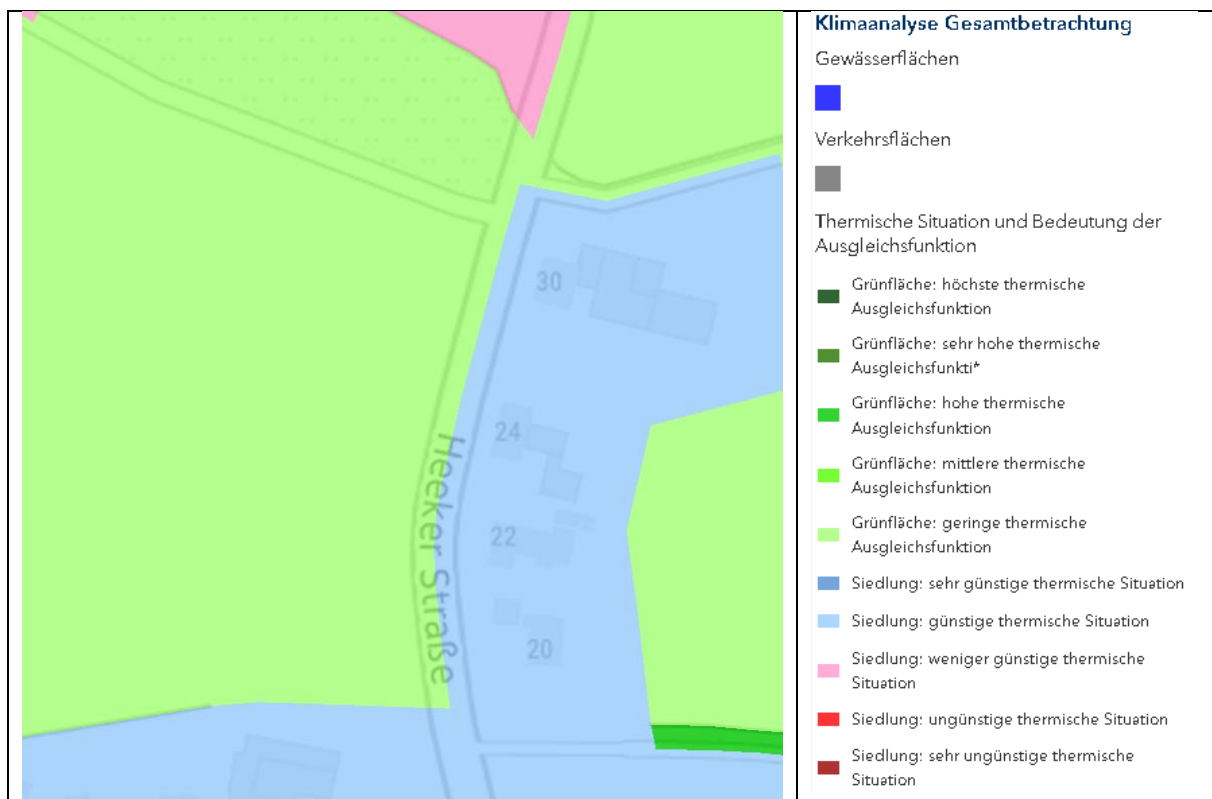 30
24
22
20
Heeker Straße
Klimaanalyse Gesamtbetrachtung
Gewässerflächen
Verkehrsflächen
Thermische Situation und Bedeutung der
Ausgleichsfunktion
Grünfläche: höchste thermische
Ausgleichsfunktion
Grünfläche: sehr hohe thermische
Ausgleichsfunkti*
Grünfläche: hohe thermische
Ausgleichsfunktion
Grünfläche: mittlere thermische
Ausgleichsfunktion
Grünfläche: geringe thermische
Ausgleichsfunktion
Siedlung: sehr günstige thermische Situation
Siedlung: günstige thermische Situation
Siedlung: weniger günstige thermische
Situation
Siedlung: ungünstige thermische Situation
Siedlung: sehr ungünstige thermische
Situation